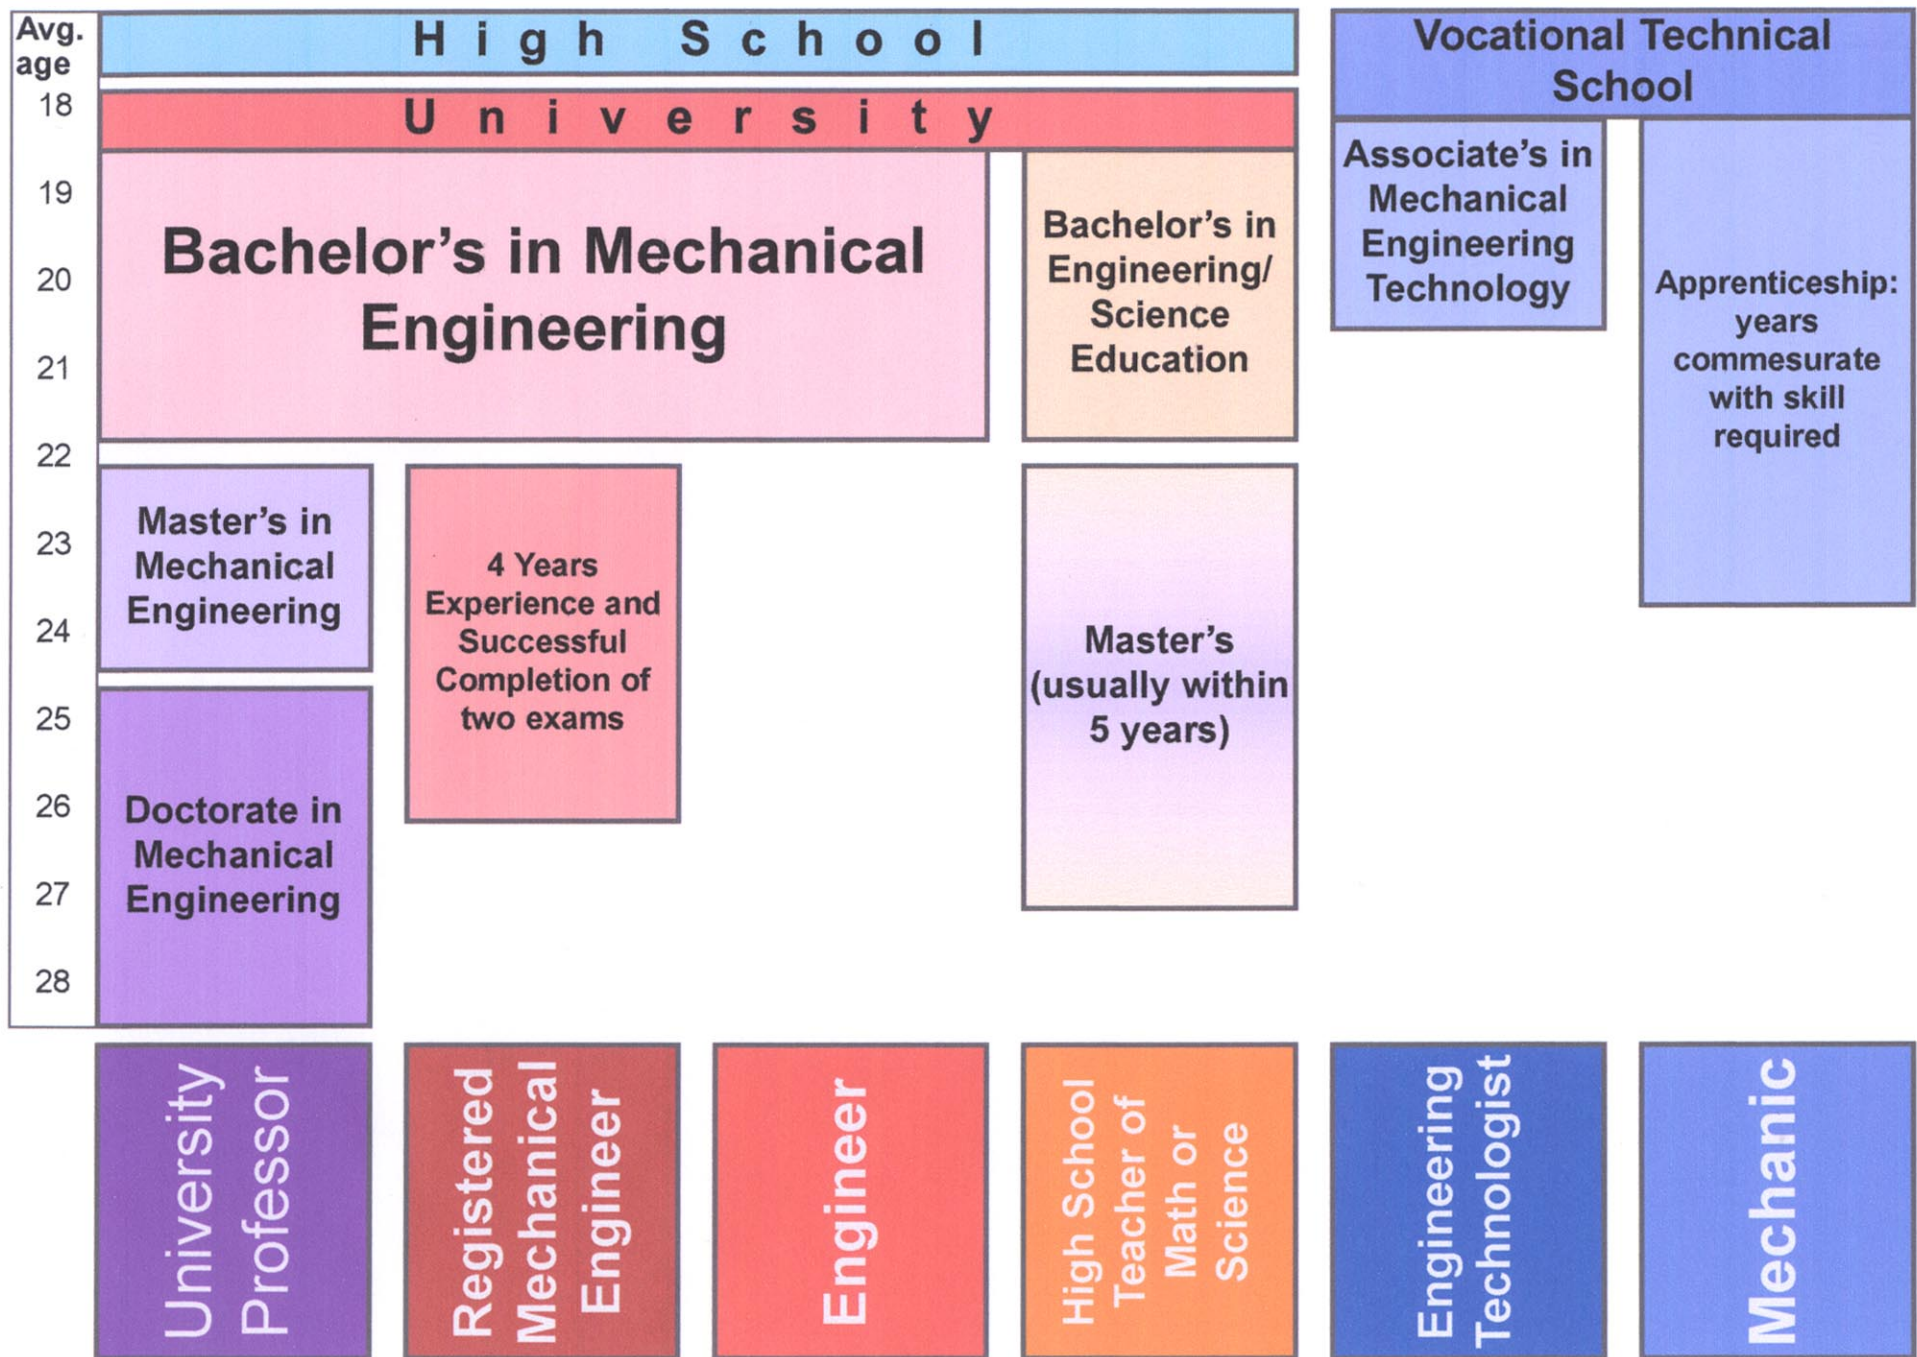 Avg.
age
18
19
20
21
22
23
24
25
26
27
28
High School
University
Bachelor’s in Mechanical
Engineering
Bachelor’s in
Engineering/
Science
Education
Master’s in
Mechanical
Engineering
4 Years
Experience and
Successful
Completion of
two exams
Master’s
(usually within
5 years)
Doctorate in
Mechanical
Engineering
Vocational Technical
School
Associate’s in
Mechanical
Engineering
Technology
Apprenticeship:
years
commesurate
with skill
required
University
Professor
Registered
Mechanical
Engineer
Engineer
High School
Teacher of
Math or
Science
Engineering
Technologist
Mechanic